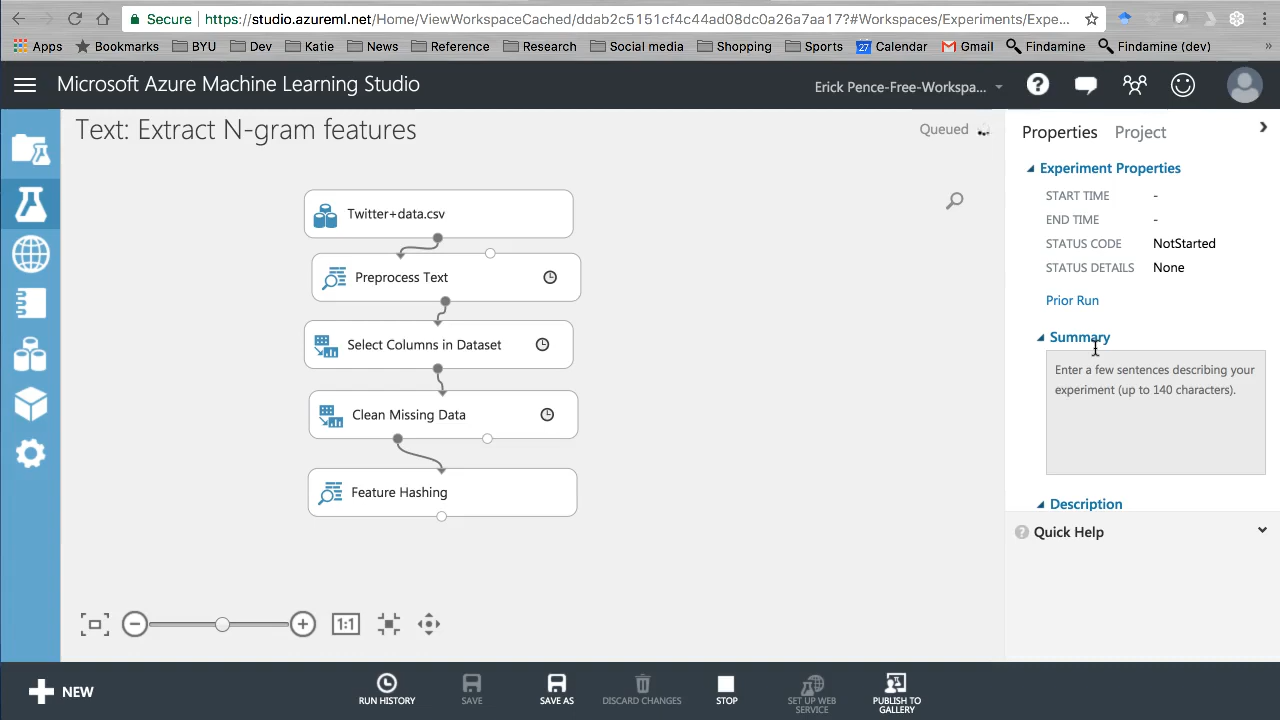 Secure https://studio.azureml.net/Home/ViewWorkspaceCached/ddab2c5151cf4c44ad08dc0a26a7aa17?#Workspaces/Experiments/Expe...
Apps Bookmarks BYU Dev Katie News Reference Research Social media Shopping Sports 27 Calendar Gmail Findamine Findamine (dev) »
Microsoft Azure Machine Learning Studio
Erick Pence-Free-Workspa...
Text: Extract N-gram features
Queued
Properties Project
Experiment Properties
START TIME -
END TIME -
STATUS CODE NotStarted
STATUS DETAILS None
Prior Run
Summary
Enter a few sentences describing your
experiment (up to 140 characters).
Description
Quick Help
Twitter+data.csv
Preprocess Text
Select Columns in Dataset
Clean Missing Data
Feature Hashing
1:1
NEW
RUN HISTORY
SAVE
SAVE AS
DISCARD CHANGES
STOP
SET UP WEB
SERVICE
PUBLISH TO
GALLERY